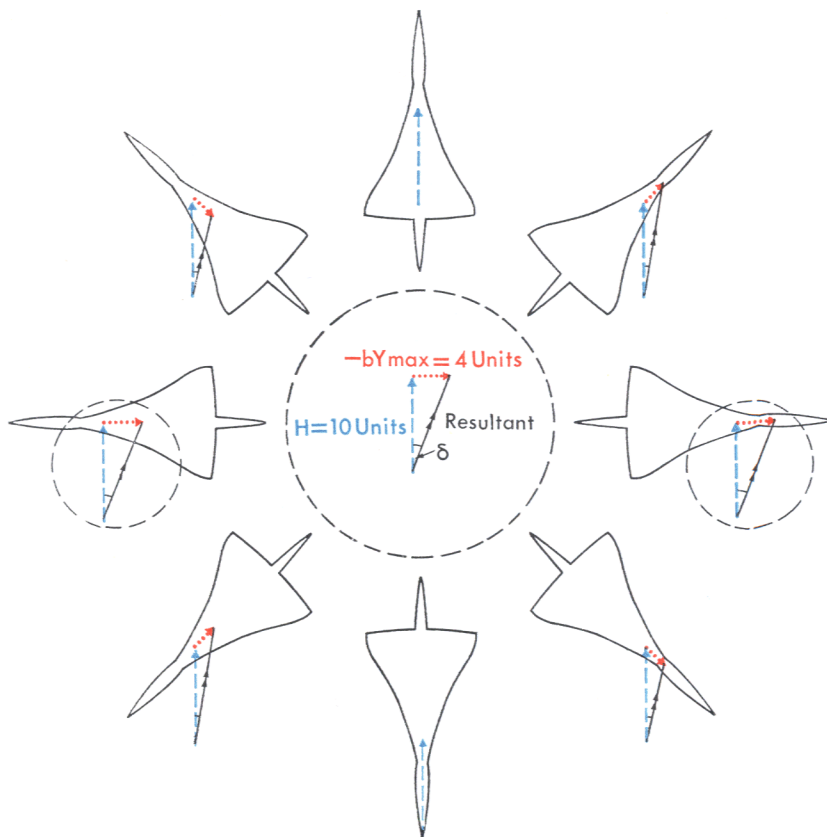 –bYmax = 4 Units
H=10 Units
Resultant
δ